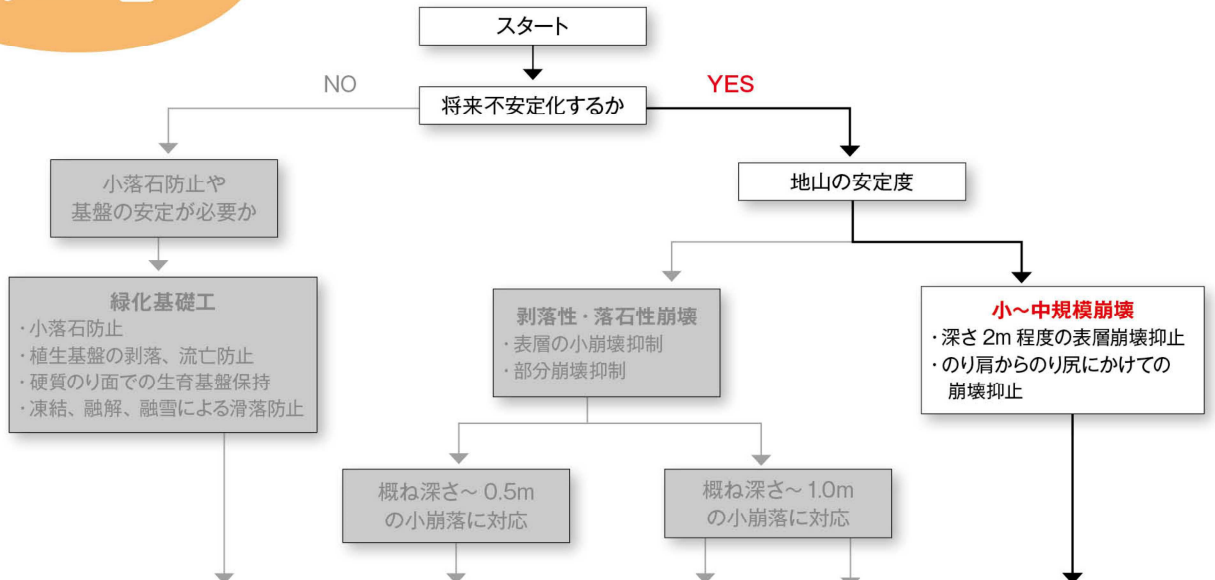 スタート
NO
YES
将来不安定化するか
小落石防止や
基盤の安定が必要か
地山の安定度
緑化基礎工
・小落石防止
・植生基盤の剥落、流亡防止
・硬質のり面での生育基盤保持
・凍結、融解、融雪による滑落防止
剥落性・落石性崩壊
・表層の小崩壊抑制
・部分崩壊抑制
小～中規模崩壊
・深さ 2m 程度の表層崩壊抑止
・のり肩からのり尻にかけての
崩壊抑止
概ね深さ～ 0.5m
の小崩落に対応
概ね深さ～ 1.0m
の小崩落に対応